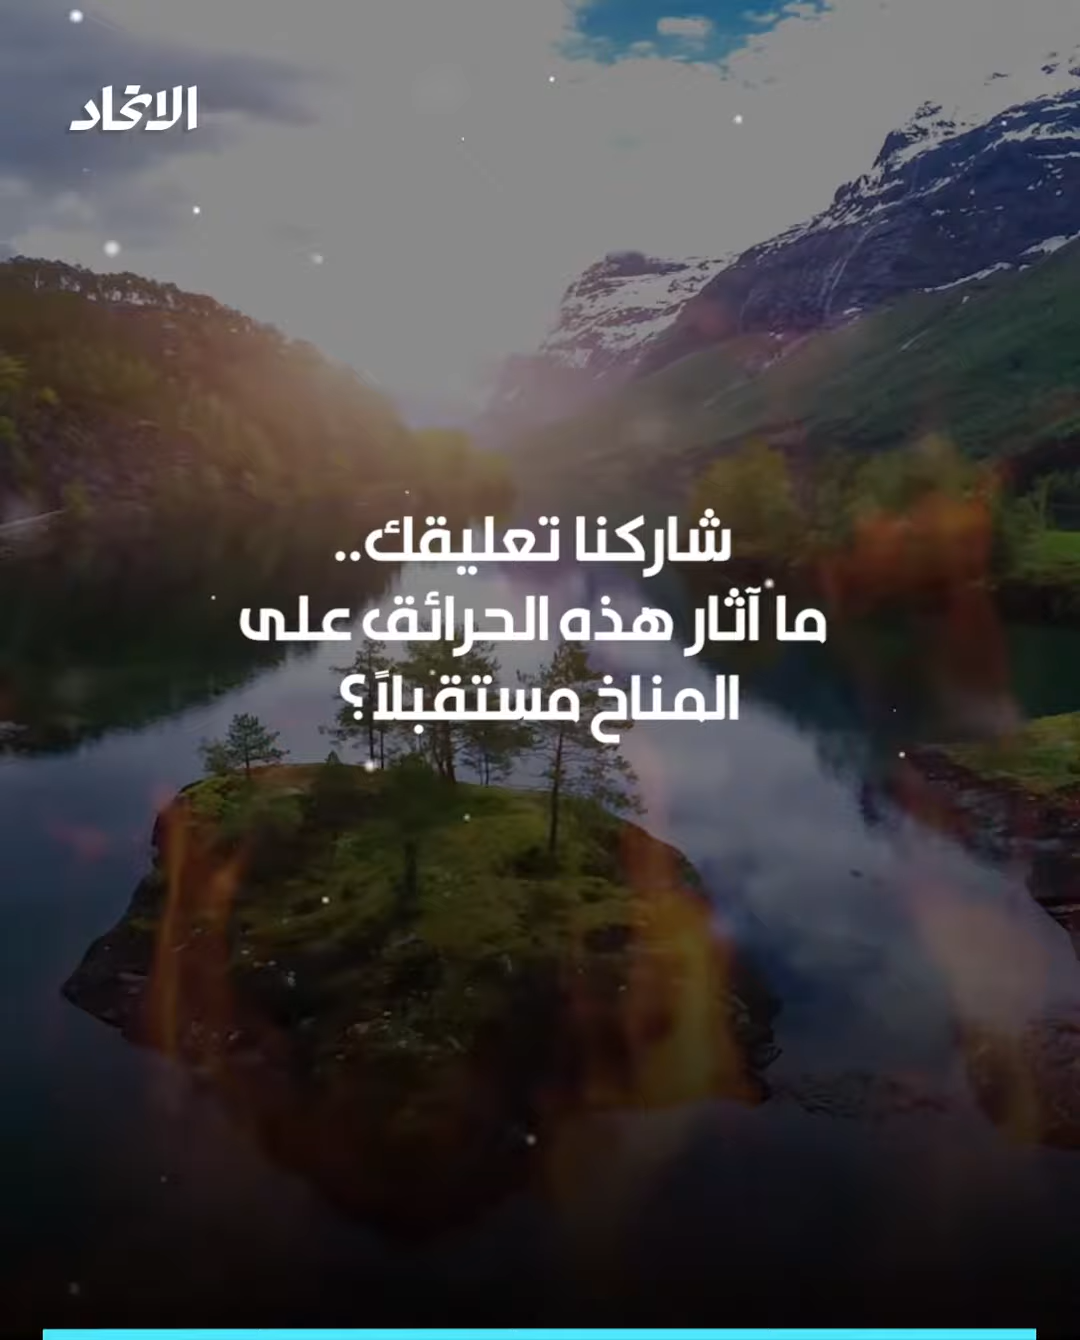 الاتحاد
شاركنا تعليقك..
ما آثار هذه الحرائق على
المناخ مستقبلاً؟